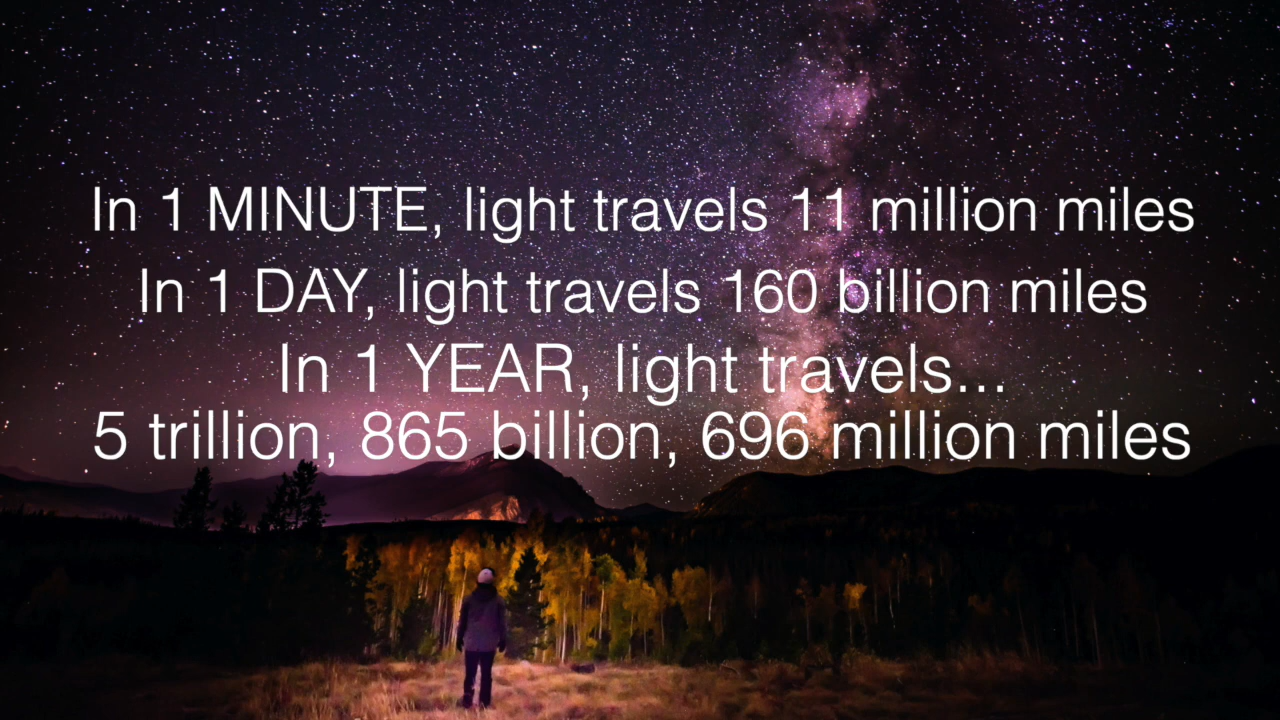 In 1 MINUTE, light travels 11 million miles
In 1 DAY, light travels 160 billion miles
In 1 YEAR, light travels...
5 trillion, 865 billion, 696 million miles